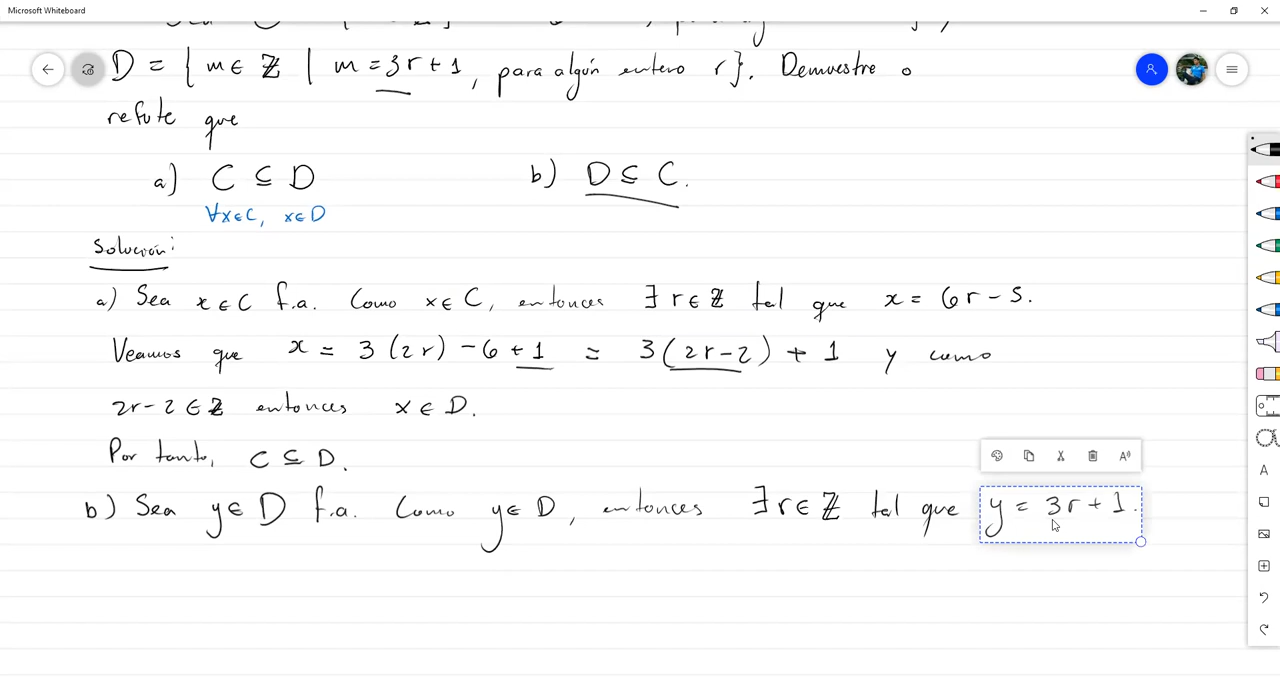 Microsoft Whiteboard
D = { m ∈ ℤ | m = 3r + 1, para algún entero r}. Demuestre o
refute que
a) C ⊆ D b) D ⊆ C.
∀x∈C, x∈D
Solución:
a) Sea x ∈ C f.a. Como x ∈ C, entonces ∃ r ∈ ℤ tal que x = 6r - 5.
Veamos que x = 3 (2r) - 6 + 1 = 3 (2r - 2) + 1 y como
2r - 2 ∈ ℤ entonces x ∈ D.
Por tanto, C ⊆ D.
b) Sea y ∈ D f.a. Como y ∈ D, entonces ∃ r ∈ ℤ tal que y = 3r + 1.